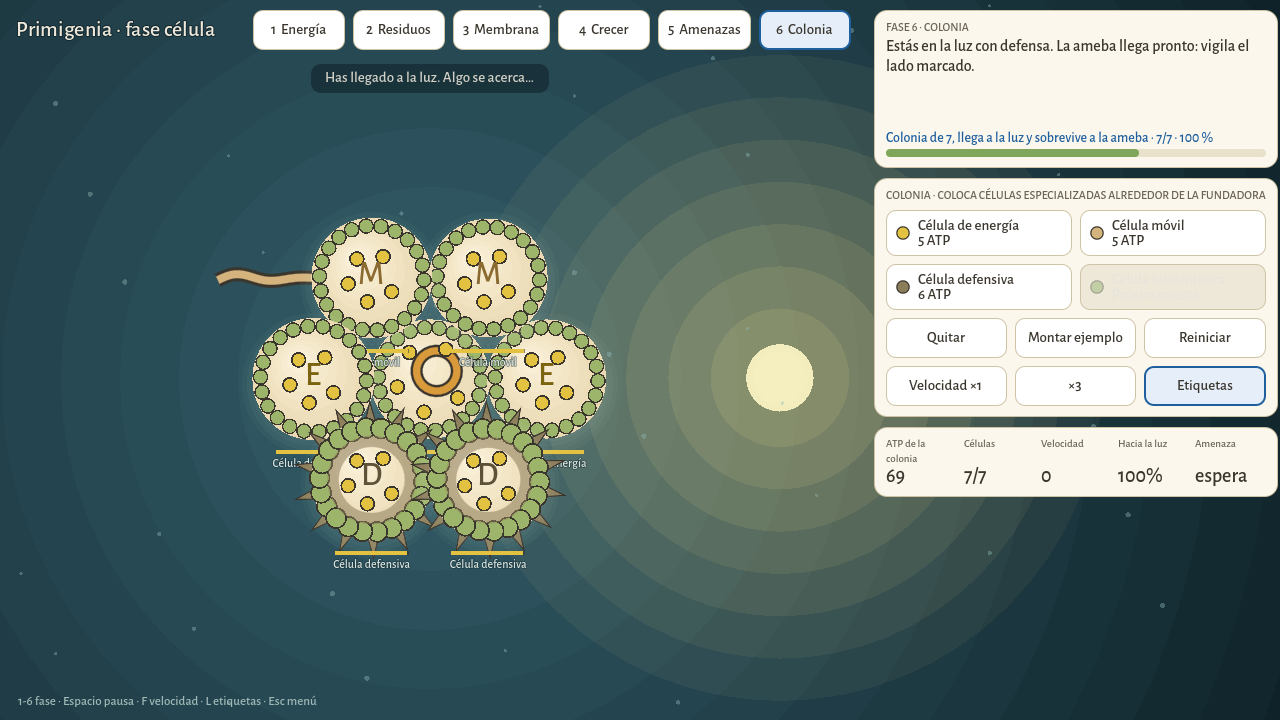 Primigenia · fase célula
1 Energía
2 Residuos
3 Membrana
4 Crecer
5 Amenazas
6 Colonia
Has llegado a la luz. Algo se acerca...
FASE 6 · COLONIA
Estás en la luz con defensa. La ameba llega pronto: vigila el
lado marcado.
Colonia de 7, llega a la luz y sobrevive a la ameba · 7/7 · 100 %
COLONIA · COLOCA CÉLULAS ESPECIALIZADAS ALREDEDOR DE LA FUNDADORA
Célula de energía
5 ATP
Célula móvil
5 ATP
Célula defensiva
6 ATP
Quitar
Montar ejemplo
Reiniciar
Velocidad ×1
×3
Etiquetas
ATP de la
colonia
69
Células
7/7
Velocidad
0
Hacia la luz
100%
Amenaza
espera
M
M
móvil
Célula móvil
E
E
Célula
energía
D
D
Célula defensiva
Célula defensiva
1-6 fase · Espacio pausa · F velocidad · L etiquetas · Esc menú